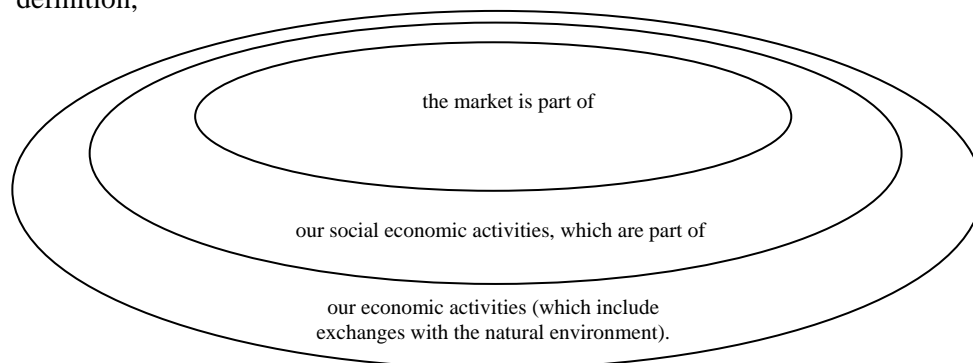 definition,
the market is part of
our social economic activities, which are part of
our economic activities (which include
exchanges with the natural environment).